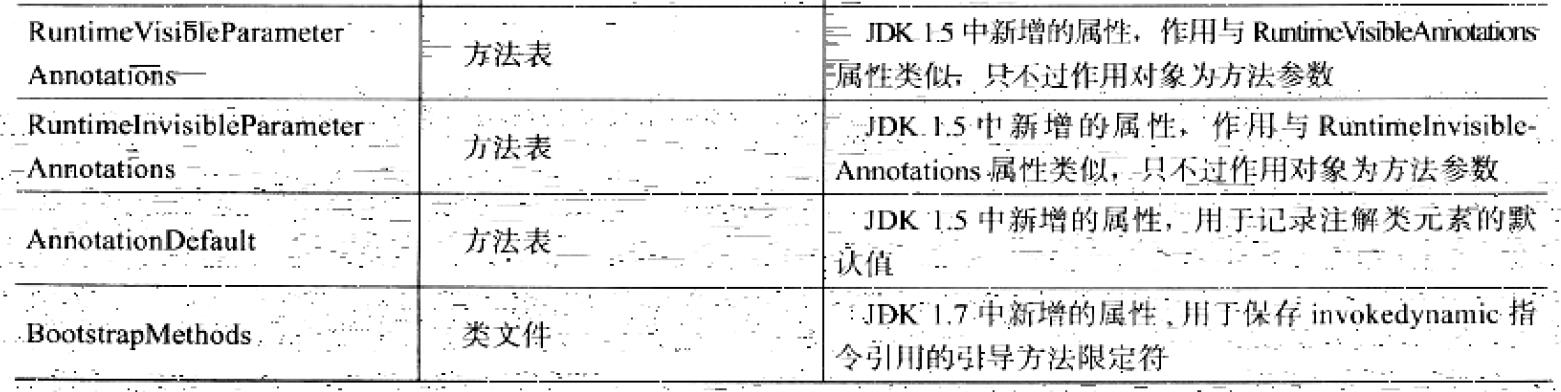 RuntimeVisibleParameter
Annotations
方法表
JDK 1.5 中新增的属性，作用与 RuntimeVisibleAnnotations
属性类似，只不过作用对象为方法参数
RuntimeInvisibleParameter
Annotations
方法表
JDK 1.5 中新增的属性，作用与 RuntimeInvisible-
Annotations 属性类似，只不过作用对象为方法参数
AnnotationDefault
方法表
JDK 1.5 中新增的属性，用于记录注解类元素的默
认值
BootstrapMethods
类文件
JDK 1.7 中新增的属性，用于保存 invokedynamic 指
令引用的引导方法限定符